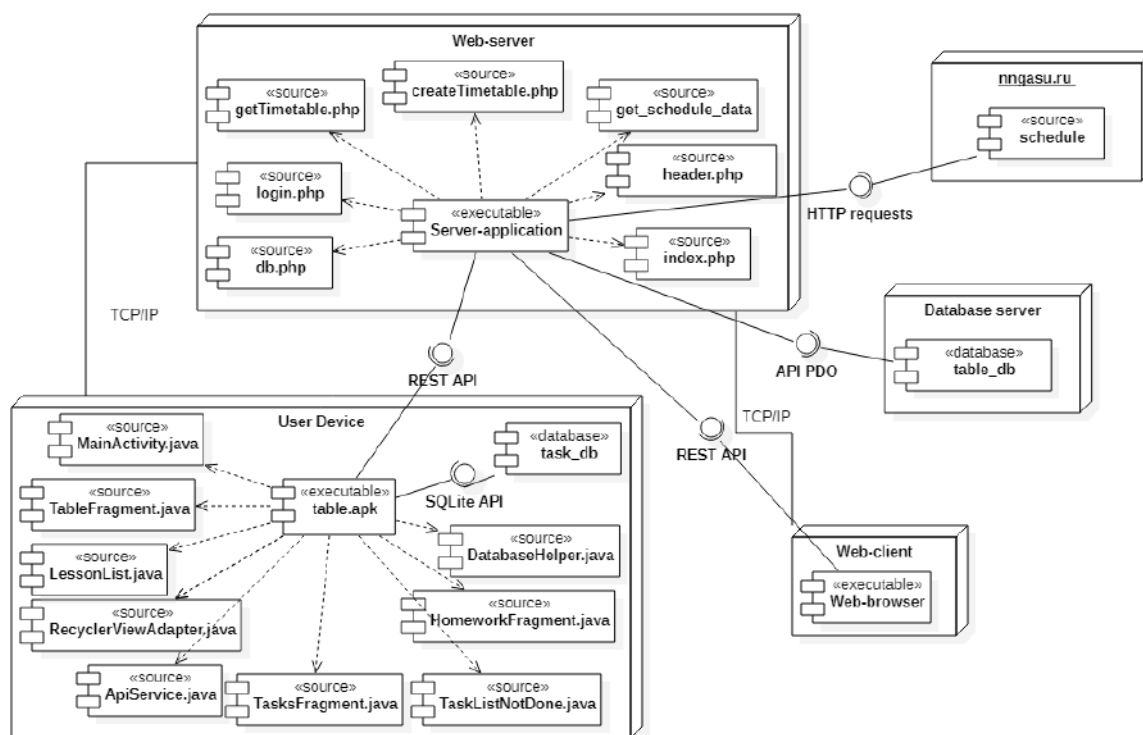 Web-server
«source»
getTimetable.php
«source»
createTimetable.php
«source»
get_schedule_data
«source»
login.php
«source»
header.php
«executable»
Server-application
«source»
db.php
«source»
index.php
nngasu.ru
«source»
schedule
HTTP requests
TCP/IP
REST API
API PDO
Database server
«database»
table_db
TCP/IP
REST API
User Device
«source»
MainActivity.java
«database»
task_db
SQLite API
«source»
TableFragment.java
«executable»
table.apk
«source»
LessonList.java
«source»
DatabaseHelper.java
«source»
RecyclerViewAdapter.java
«source»
HomeworkFragment.java
«source»
ApiService.java
«source»
TasksFragment.java
«source»
TaskListNotDone.java
Web-client
«executable»
Web-browser